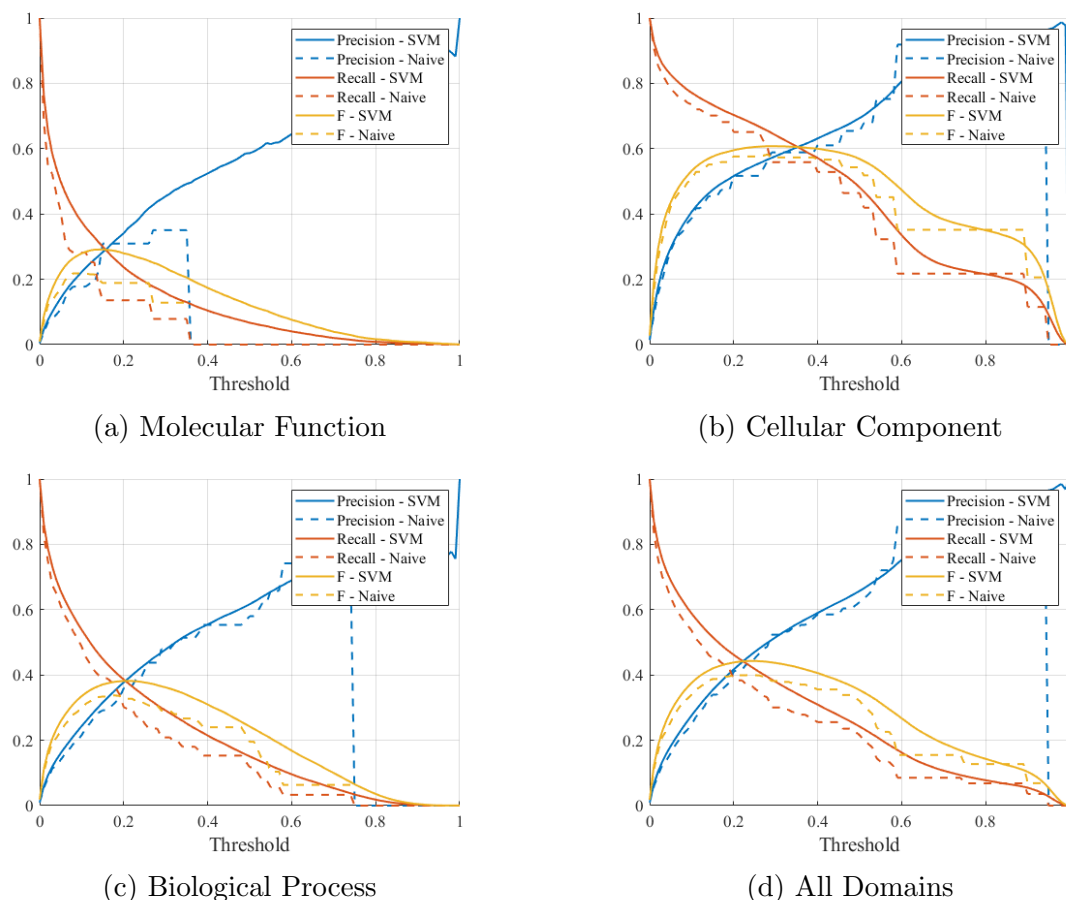 1
0.8
0.6
0.4
0.2
0
0
0.2
0.4
0.6
0.8
1
Threshold
Precision - SVM
Precision - Naive
Recall - SVM
Recall - Naive
F - SVM
F - Naive
(a) Molecular Function
1
0.8
0.6
0.4
0.2
0
0
0.2
0.4
0.6
0.8
Threshold
Precision - SVM
Precision - Naive
Recall - SVM
Recall - Naive
F - SVM
F - Naive
(b) Cellular Component
1
0.8
0.6
0.4
0.2
0
0
0.2
0.4
0.6
0.8
1
Threshold
Precision - SVM
Precision - Naive
Recall - SVM
Recall - Naive
F - SVM
F - Naive
(c) Biological Process
1
0.8
0.6
0.4
0.2
0
0
0.2
0.4
0.6
0.8
Threshold
Precision - SVM
Precision - Naive
Recall - SVM
Recall - Naive
F - SVM
F - Naive
(d) All Domains